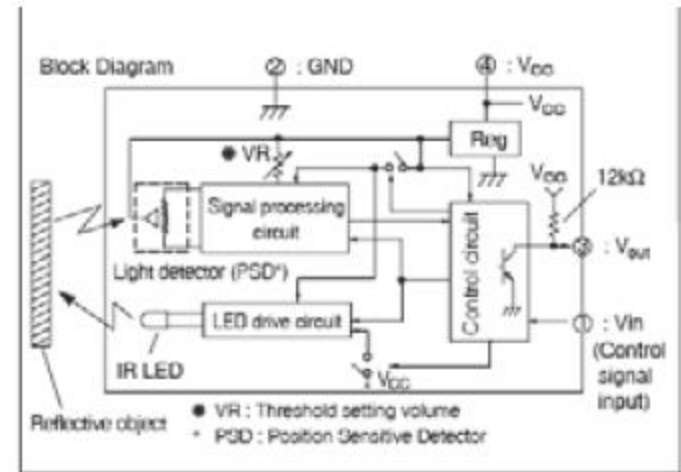 Block Diagram
② : GND
④ : Vcc
Vcc
Reg
● VR
Vcc
12kΩ
Signal processing
circuit
Control circuit
③ : Vout
Light detector (PSD*)
LED drive circuit
① : Vin
(Control
signal
input)
IR LED
Vcc
Reflective object
● VR : Threshold setting volume
* PSD : Position Sensitive Detector